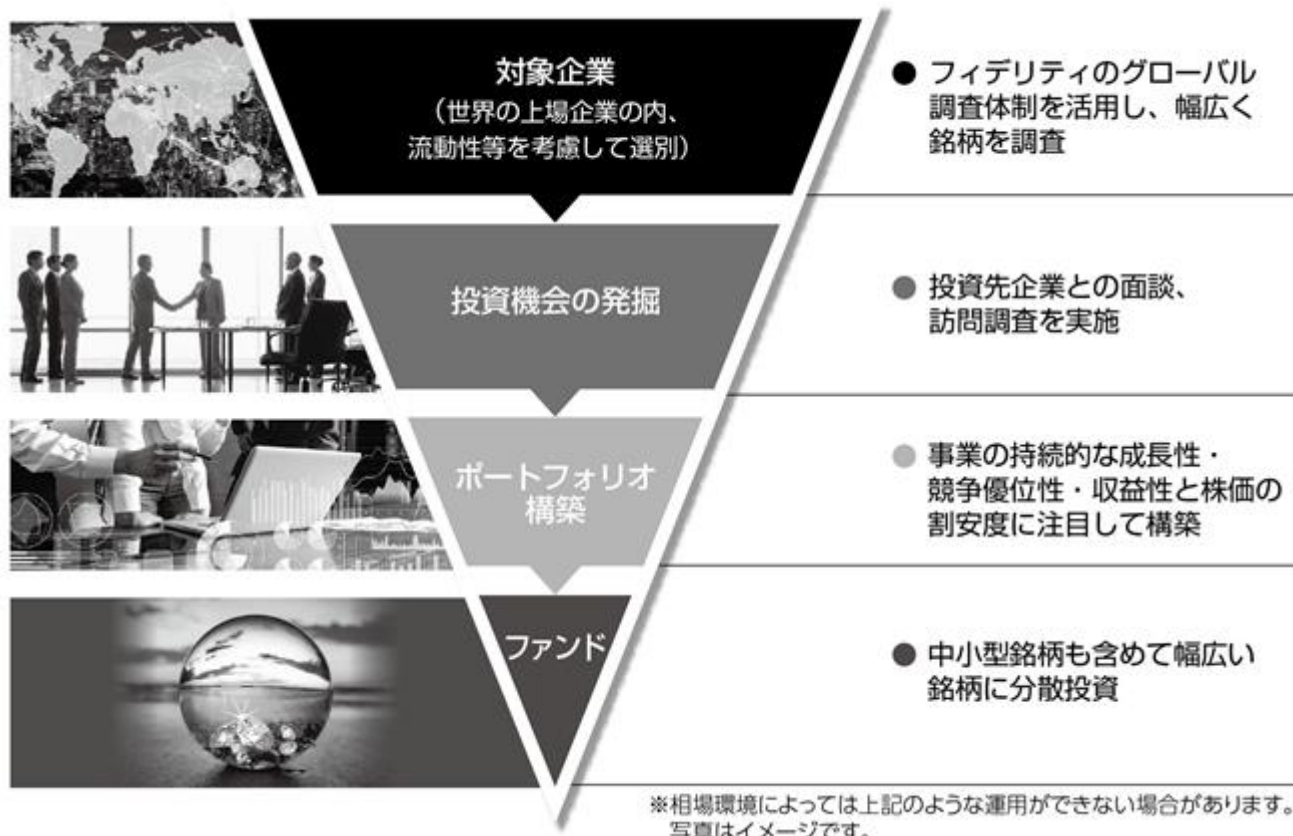 対象企業
(世界の上場企業の内、
流動性等を考慮して選別)
● フィデリティのグローバル
調査体制を活用し、幅広く
銘柄を調査
投資機会の発掘
● 投資先企業との面談、
訪問調査を実施
ポートフォリオ
構築
● 事業の持続的な成長性・
競争優位性・収益性と株価の
割安度に注目して構築
ファンド
● 中小型銘柄も含めて幅広い
銘柄に分散投資
※相場環境によっては上記のような運用ができない場合があります。
写真はイメージです。